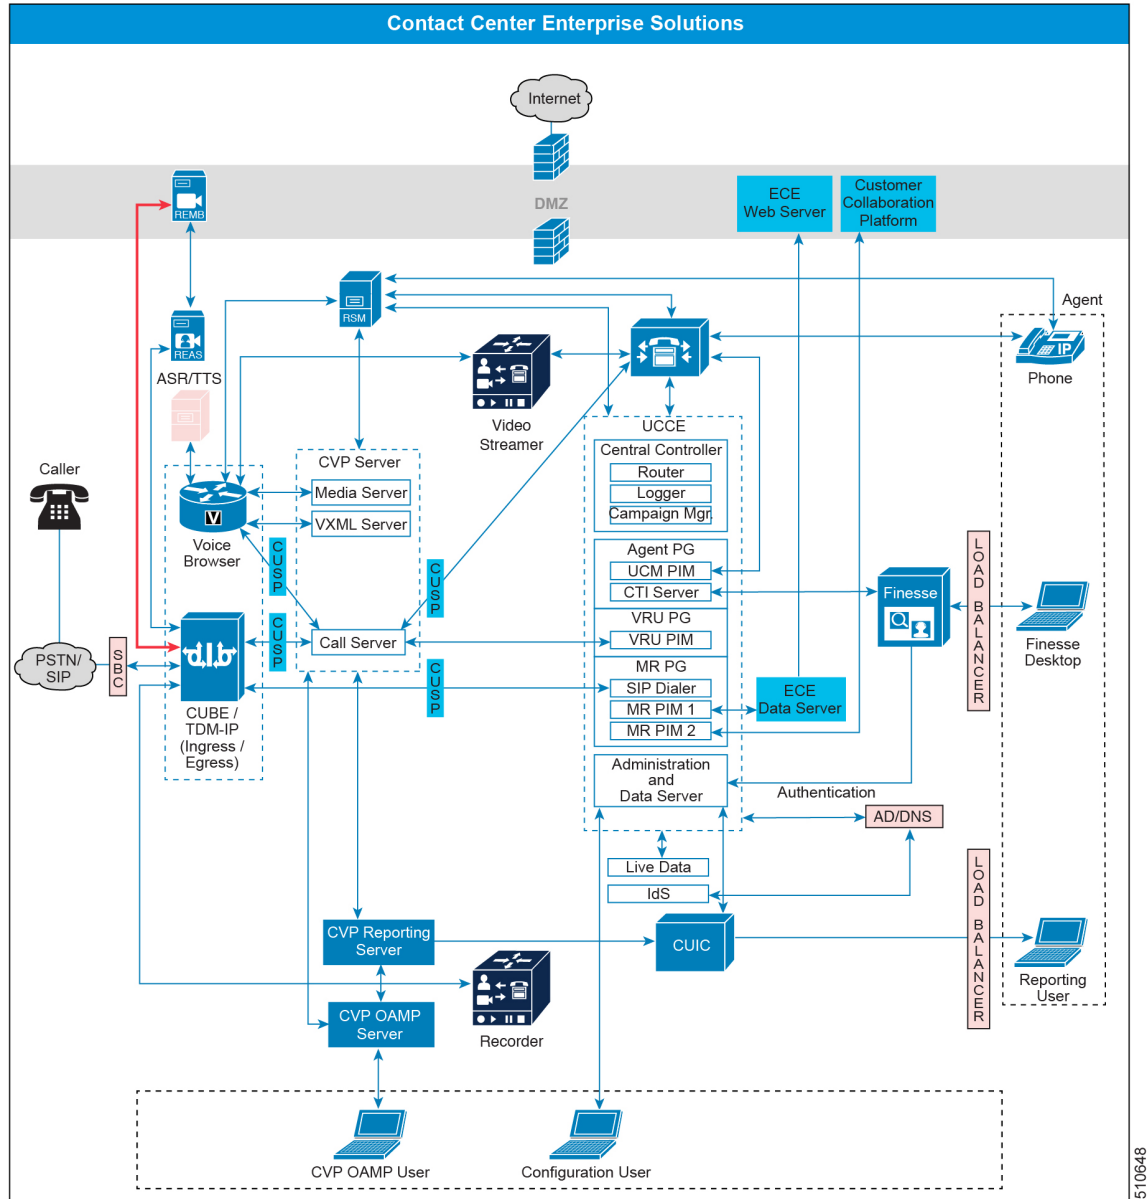 Contact Center Enterprise Solutions
Internet
DMZ
REMB
ECE
Web Server
Customer
Collaboration
Platform
RSM
REAS
Agent
IP
Phone
ASR/TTS
Video
Streamer
UCCE
Central Controller
Router
Logger
Campaign Mgr.
CVP Server
Media Server
VXML Server
Caller
V
Voice
Browser
CUSP
CUSP
CUSP
CUSP
Agent PG
UCM PIM
CTI Server
VRU PG
VRU PIM
MR PG
SIP Dialer
MR PIM 1
MR PIM 2
Call Server
Finesse
LOAD BALANCER
Finesse
Desktop
PSTN/
SIP
SBC
CUBE /
TDM-IP
(Ingress /
Egress)
ECE
Data Server
Administration
and
Data Server
Authentication
AD/DNS
Live Data
IdS
CUIC
LOAD BALANCER
Reporting
User
CVP Reporting
Server
CVP OAMP
Server
Recorder
CVP OAMP User
Configuration User
510648